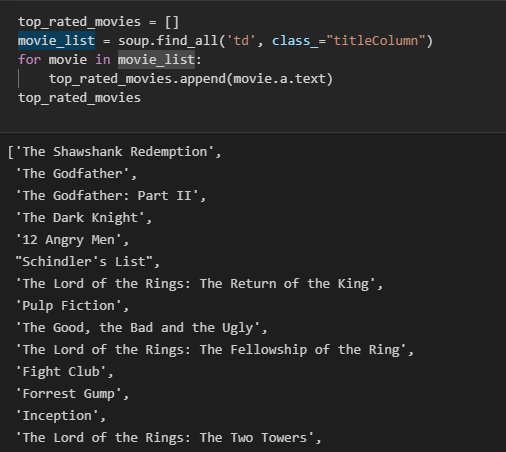 top_rated_movies = []
movie_list = soup.find_all('td', class_="titleColumn")
for movie in movie_list:
    top_rated_movies.append(movie.a.text)
top_rated_movies
['The Shawshank Redemption',
 'The Godfather',
 'The Godfather: Part II',
 'The Dark Knight',
 '12 Angry Men',
 "Schindler's List",
 'The Lord of the Rings: The Return of the King',
 'Pulp Fiction',
 'The Good, the Bad and the Ugly',
 'The Lord of the Rings: The Fellowship of the Ring',
 'Fight Club',
 'Forrest Gump',
 'Inception',
 'The Lord of the Rings: The Two Towers',